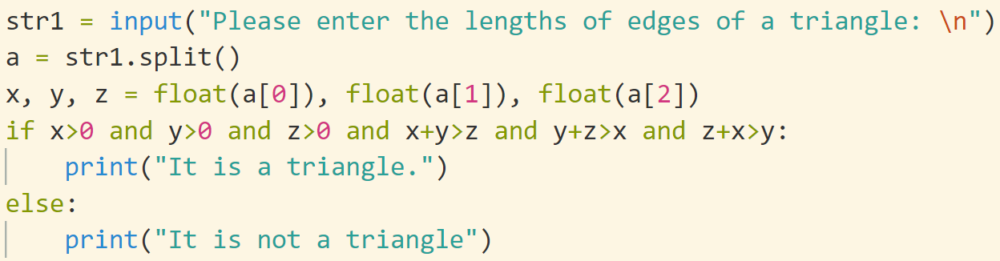 str1 = input("Please enter the lengths of edges of a triangle: \n")
a = str1.split()
x, y, z = float(a[0]), float(a[1]), float(a[2])
if x>0 and y>0 and z>0 and x+y>z and y+z>x and z+x>y:
    print("It is a triangle.")
else:
    print("It is not a triangle")